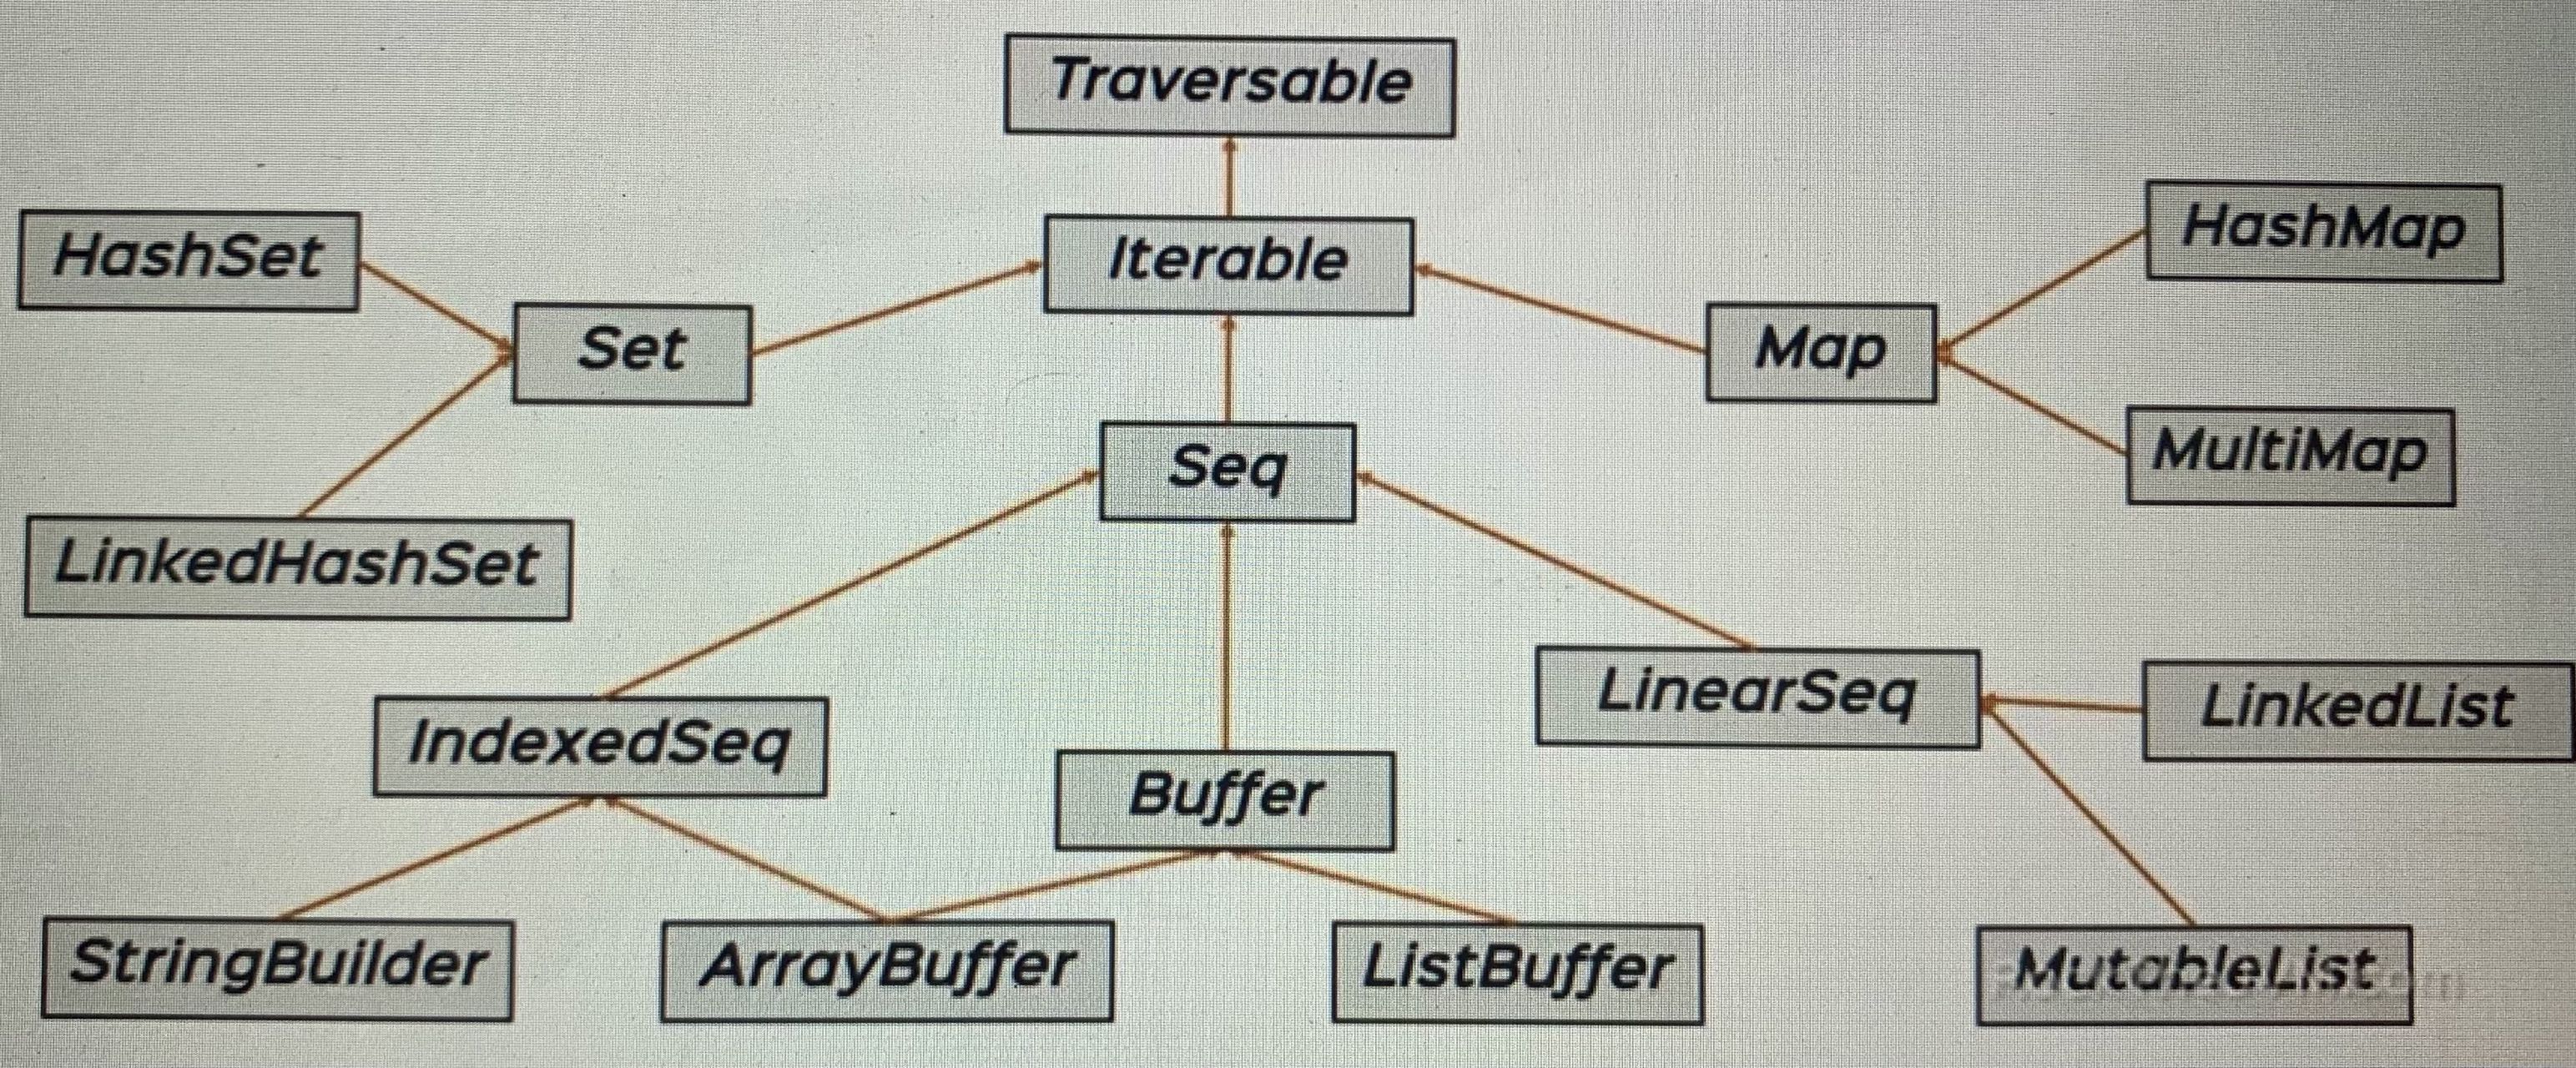 Traversable
HashSet
Iterable
HashMap
Set
Map
Seq
MultiMap
LinkedHashSet
IndexedSeq
LinearSeq
LinkedList
Buffer
StringBuilder
ArrayBuffer
ListBuffer
MutableList